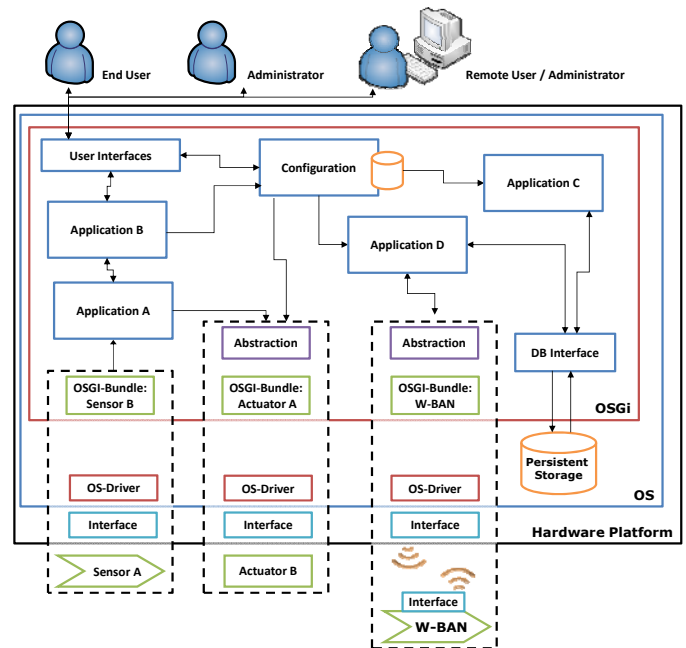 End User
Administrator
Remote User / Administrator
User Interfaces
Configuration
Application C
Application B
Application D
Application A
Abstraction
Abstraction
DB Interface
OSGI-Bundle:
Sensor B
OSGI-Bundle:
Actuator A
OSGI-Bundle:
W-BAN
OSGi
Persistent
Storage
OS-Driver
OS-Driver
OS-Driver
OS
Interface
Interface
Interface
Hardware Platform
Sensor A
Actuator B
Interface
W-BAN